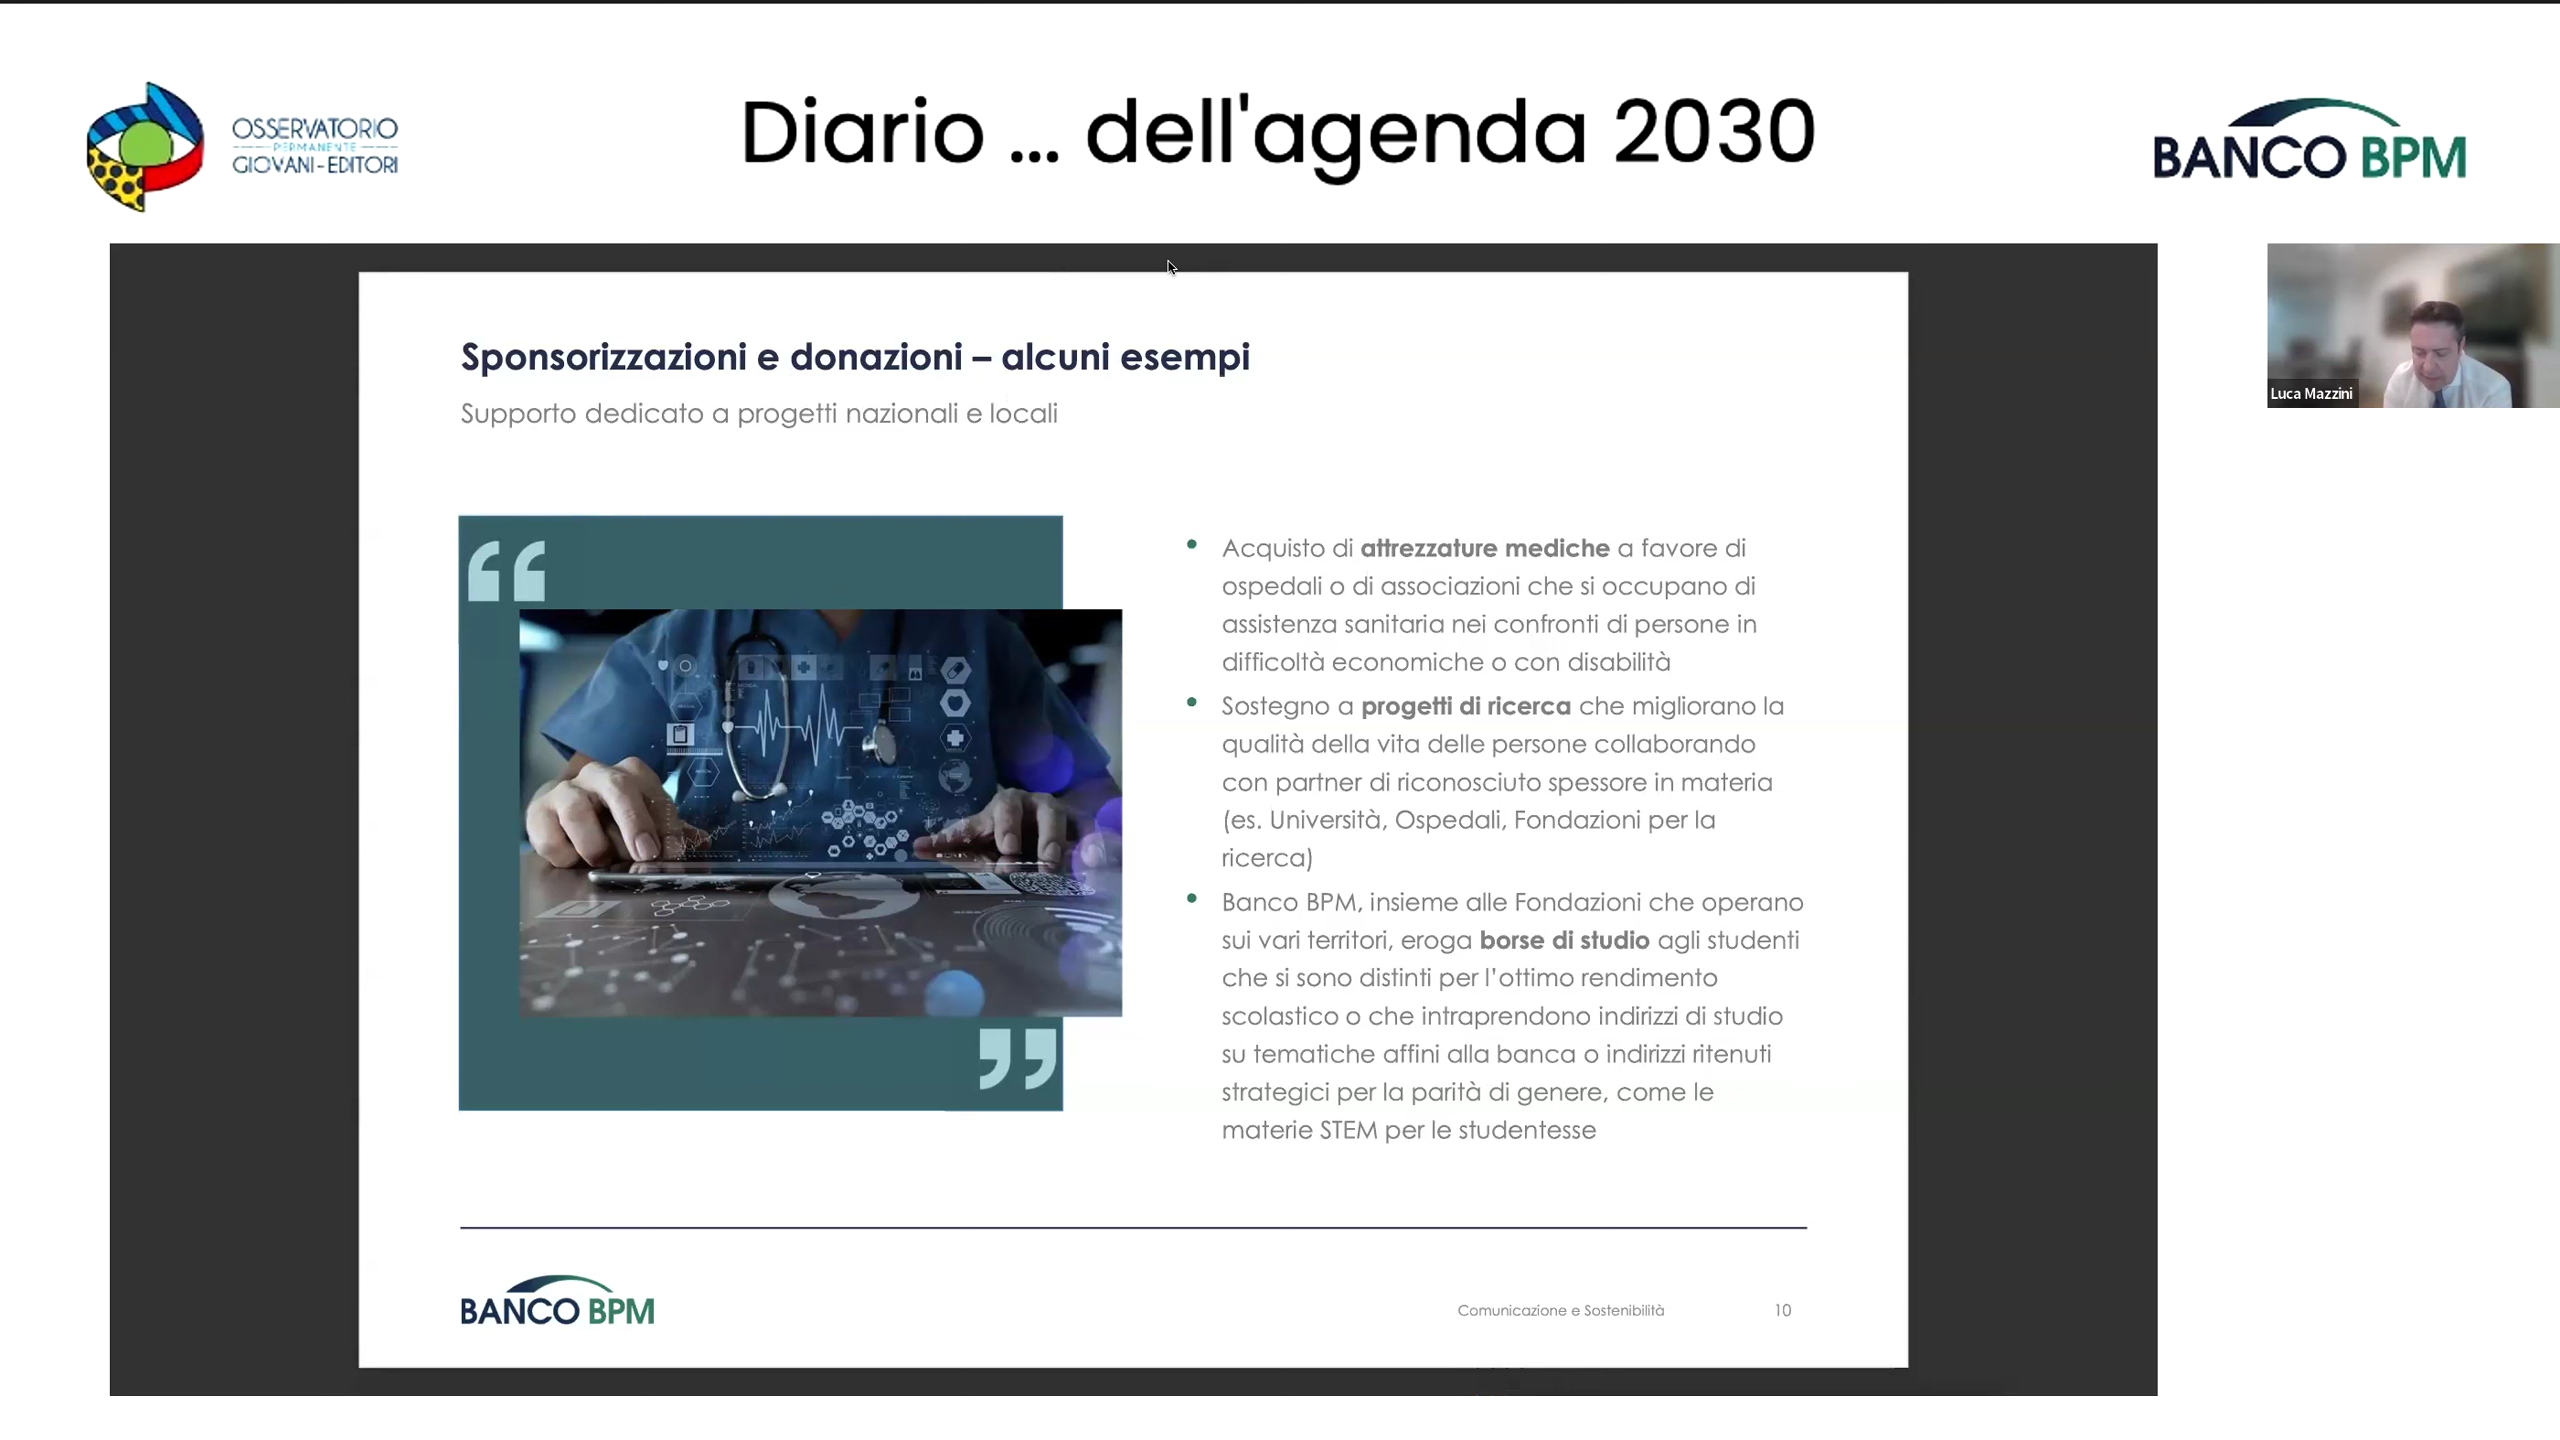 OSSERVATORIO
PERMANENTE
GIOVANI-EDITORI
Diario ... dell'agenda 2030
BANCO BPM
Luca Mazzini
Sponsorizzazioni e donazioni – alcuni esempi
Supporto dedicato a progetti nazionali e locali
“
”
• Acquisto di attrezzature mediche a favore di
ospedali o di associazioni che si occupano di
assistenza sanitaria nei confronti di persone in
difficoltà economiche o con disabilità
• Sostegno a progetti di ricerca che migliorano la
qualità della vita delle persone collaborando
con partner di riconosciuto spessore in materia
(es. Università, Ospedali, Fondazioni per la
ricerca)
• Banco BPM, insieme alle Fondazioni che operano
sui vari territori, eroga borse di studio agli studenti
che si sono distinti per l’ottimo rendimento
scolastico o che intraprendono indirizzi di studio
su tematiche affini alla banca o indirizzi ritenuti
strategici per la parità di genere, come le
materie STEM per le studentesse
BANCO BPM
Comunicazione e Sostenibilità
10